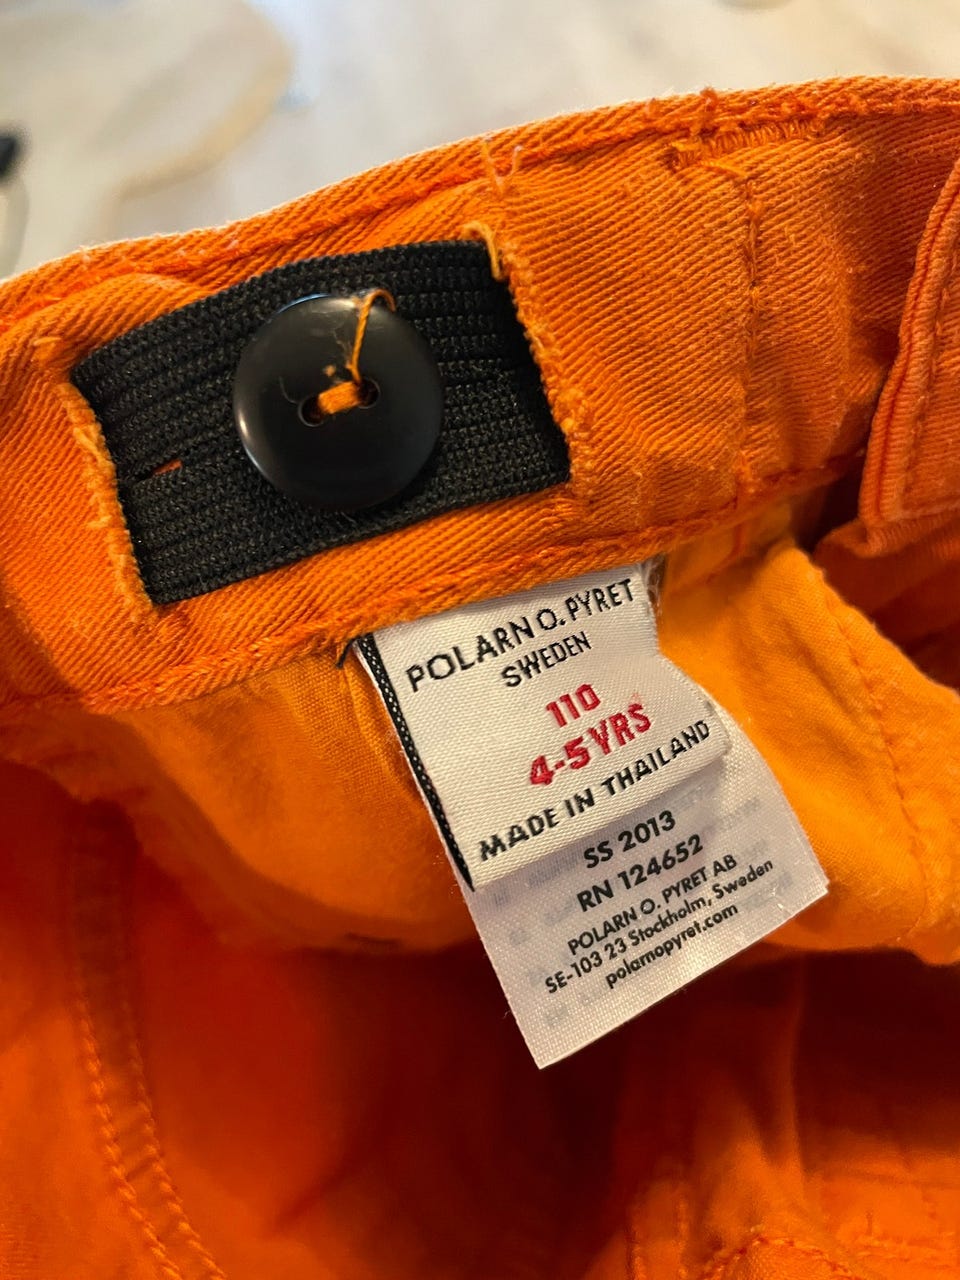 POLARN O. PYRET
SWEDEN
110
4-5 YRS
MADE IN THAILAND
SS 2013
RN 124652
POLARN O. PYRET AB
SE-103 23 Stockholm, Sweden
polarnopyret.com